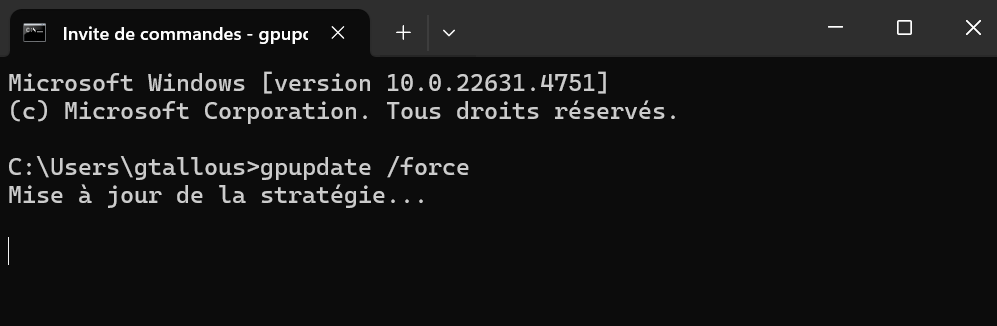 Invite de commandes - gpup
Microsoft Windows [version 10.0.22631.4751]
(c) Microsoft Corporation. Tous droits réservés.
C:\Users\gtallous>gpupdate /force
Mise à jour de la stratégie...